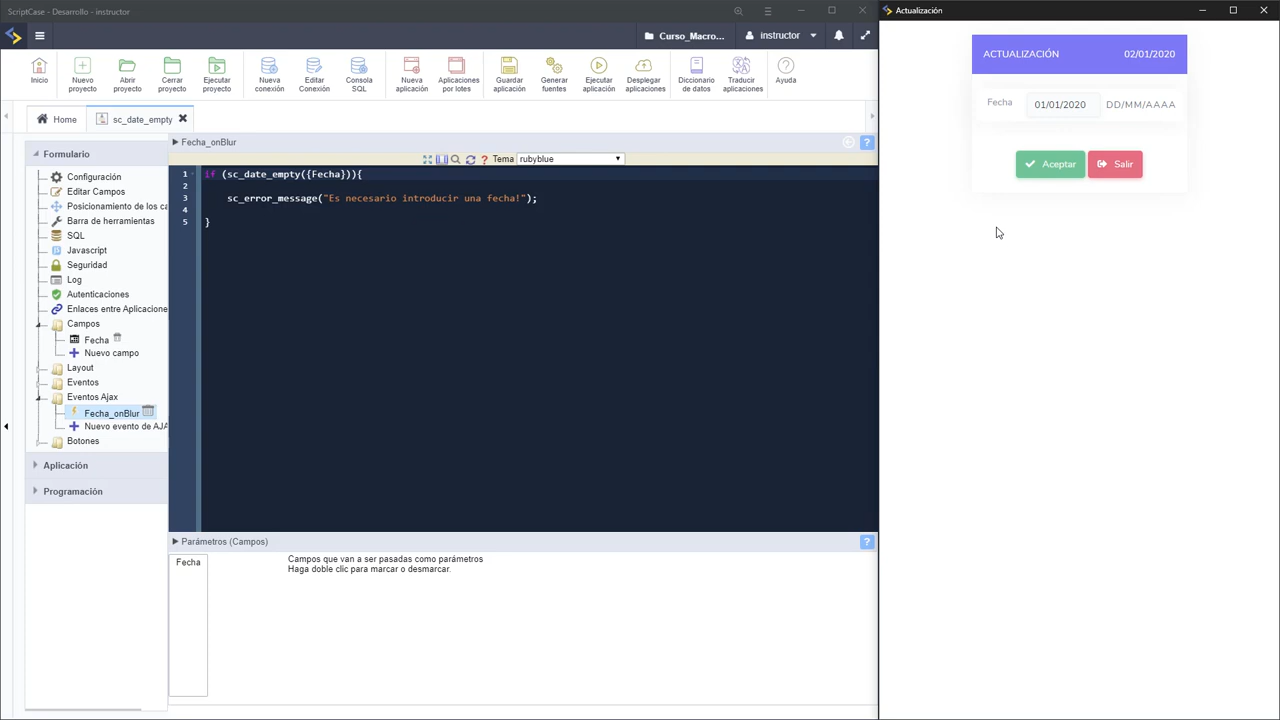 ScriptCase - Desarrollo - instructor
Actualización
Curso_Macro...
instructor
Inicio
Nuevo proyecto
Abrir proyecto
Cerrar proyecto
Ejecutar proyecto
Nueva conexión
Editar Conexión
Consola SQL
Nueva aplicación
Aplicaciones por lotes
Guardar aplicación
Generar fuentes
Ejecutar aplicación
Desplegar aplicaciones
Diccionario de datos
Traducir aplicaciones
Ayuda
Home
sc_date_empty
Formulario
Configuración
Editar Campos
Posicionamiento de los ca
Barra de herramientas
SQL
Javascript
Seguridad
Log
Autenticaciones
Enlaces entre Aplicacione
Campos
Fecha
Nuevo campo
Layout
Eventos
Eventos Ajax
Fecha_onBlur
Nuevo evento de AJA
Botones
Aplicación
Programación
Fecha_onBlur
Tema rubyblue
1 if (sc_date_empty({Fecha})){
2
3 sc_error_message("Es necesario introducir una fecha!");
4
5 }
Parámetros (Campos)
Fecha
Campos que van a ser pasadas como parámetros
Haga doble clic para marcar o desmarcar.
ACTUALIZACIÓN 02/01/2020
Fecha 01/01/2020 DD/MM/AAAA
Aceptar Salir